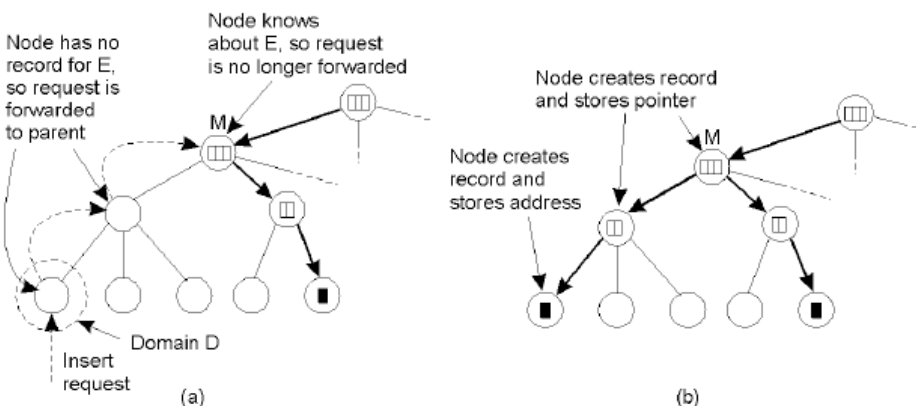 Node has no
record for E,
so request is
forwarded
to parent
Node knows
about E, so request
is no longer forwarded
M
Domain D
Insert
request
(a)
Node creates record
and stores pointer
M
Node creates
record and
stores address
(b)